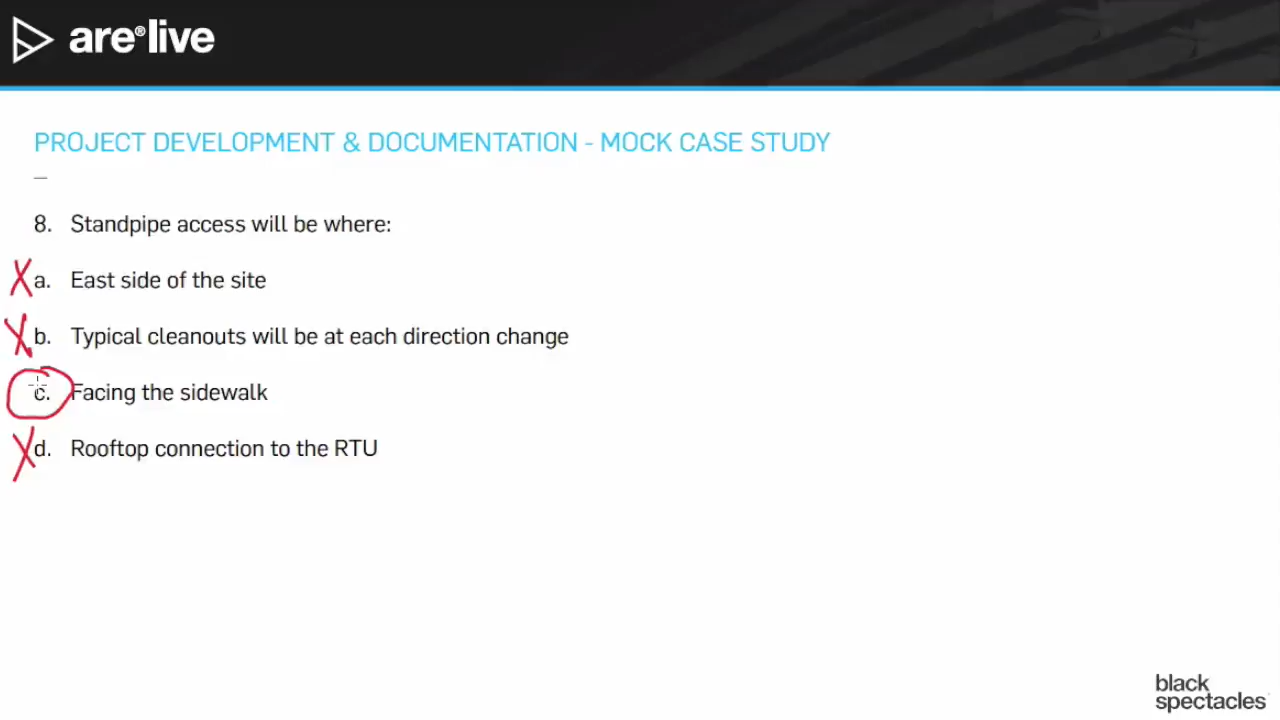 are®live
PROJECT DEVELOPMENT & DOCUMENTATION - MOCK CASE STUDY
8. Standpipe access will be where:
a. East side of the site
b. Typical cleanouts will be at each direction change
c. Facing the sidewalk
d. Rooftop connection to the RTU
black
spectacles